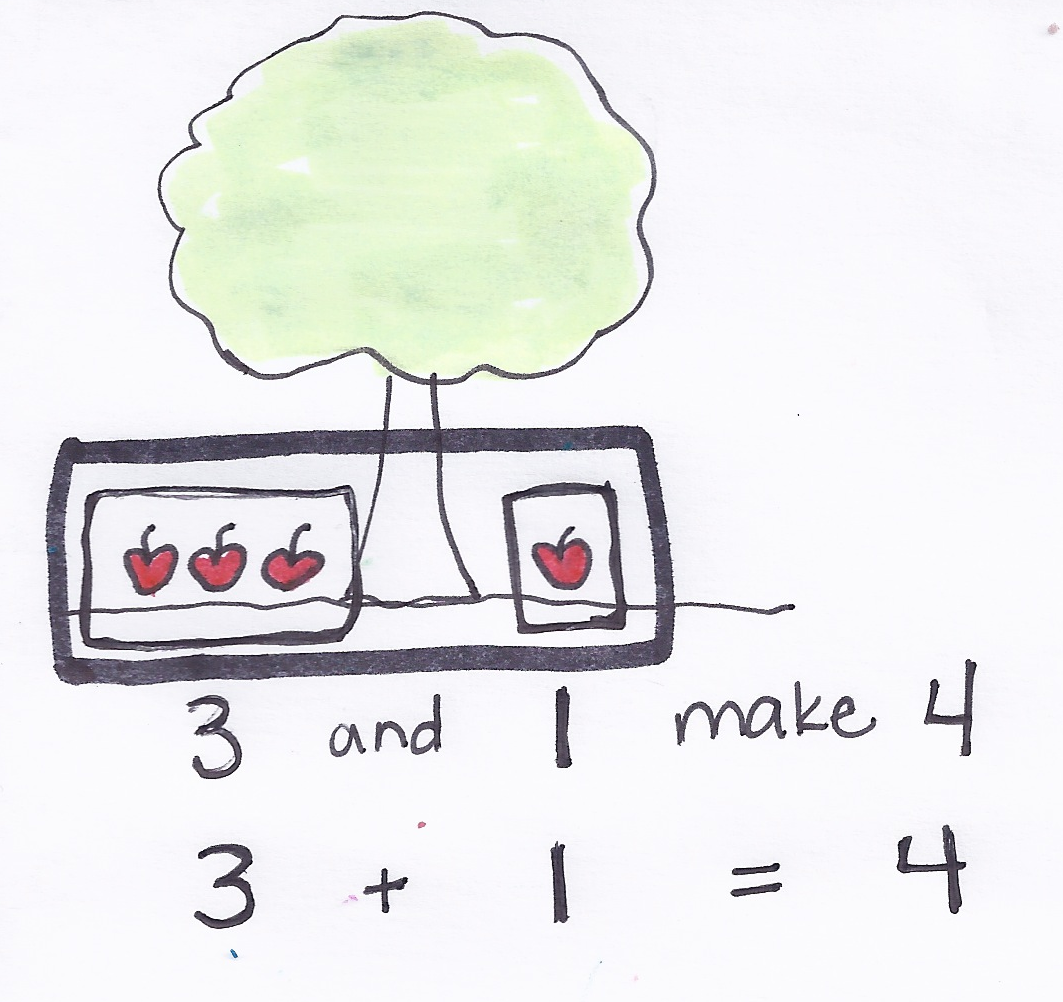 3 and 1 make 4
3 + 1 = 4